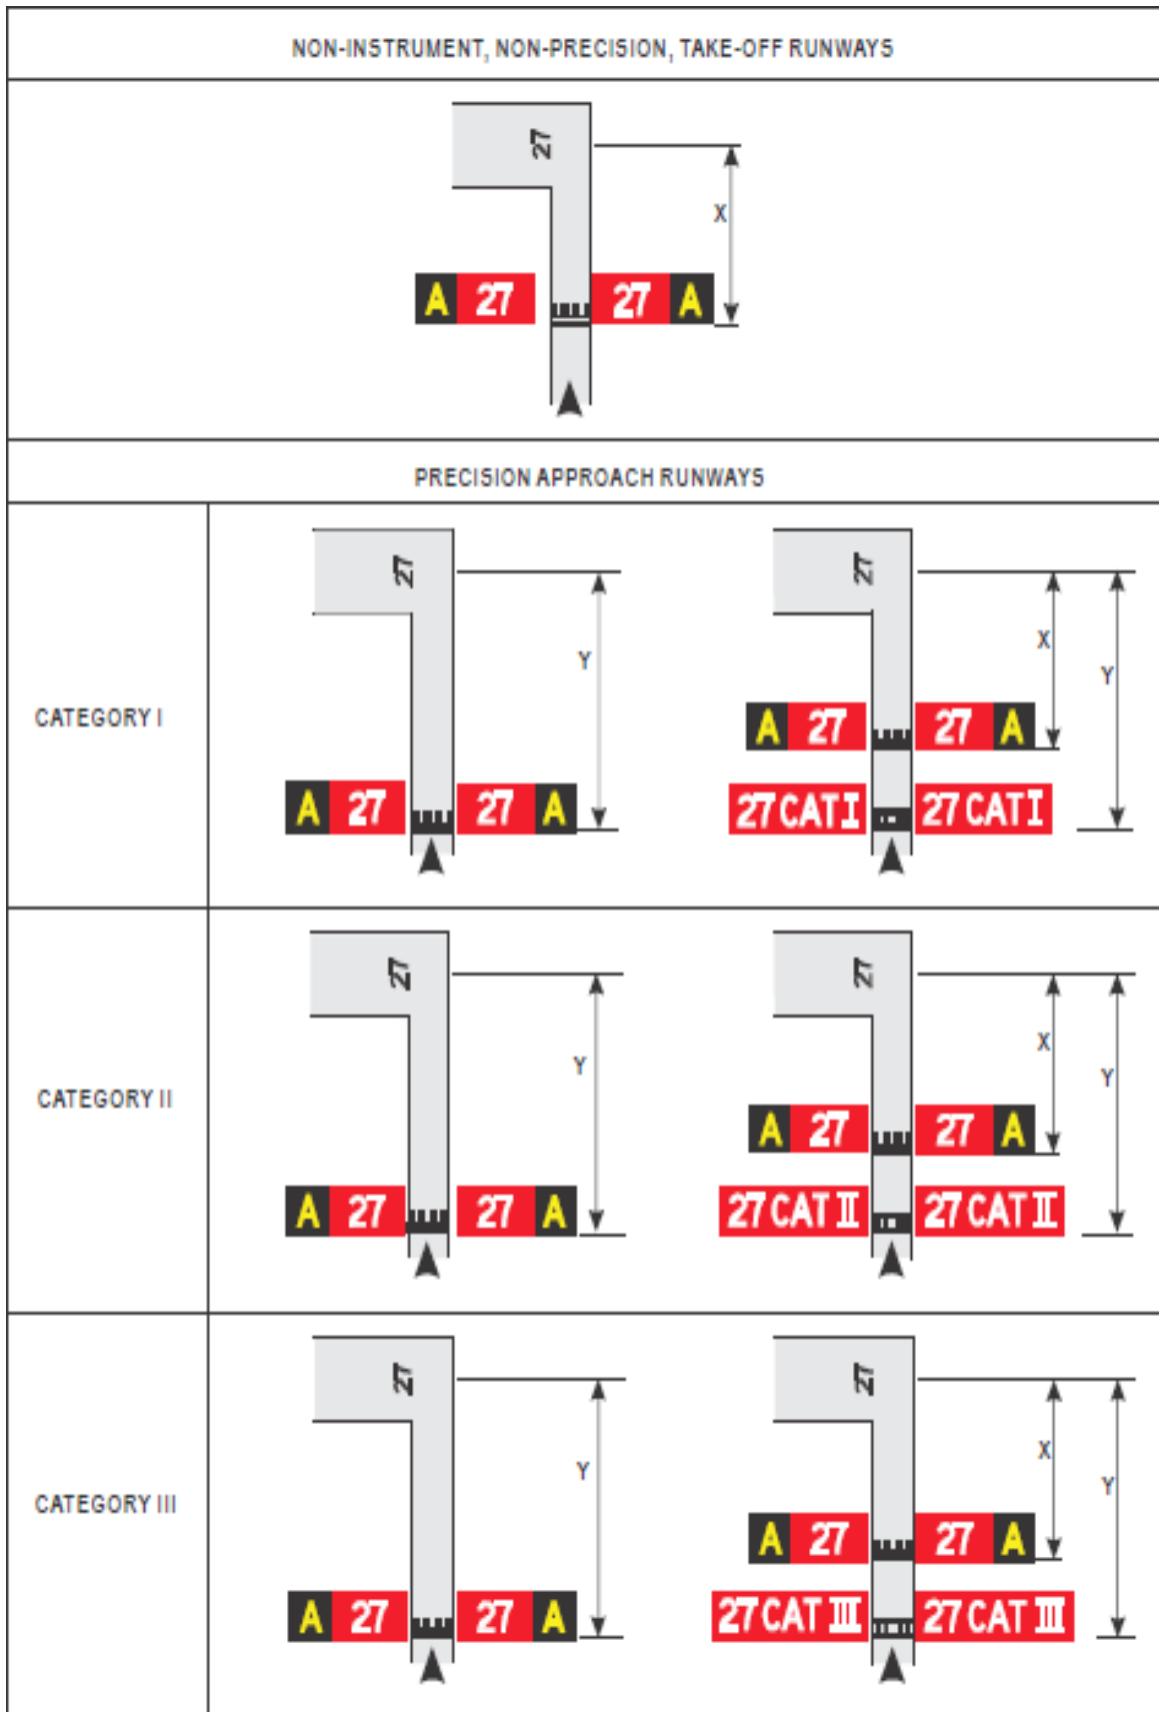 NON-INSTRUMENT, NON-PRECISION, TAKE-OFF RUNWAYS
27
X
A 27 27 A
PRECISION APPROACH RUNWAYS
CATEGORY I
27
Y
A 27 27 A
27
X
Y
A 27 27 A
27 CAT I 27 CAT I
CATEGORY II
27
Y
A 27 27 A
27
X
Y
A 27 27 A
27 CAT II 27 CAT II
CATEGORY III
27
Y
A 27 27 A
27
X
Y
A 27 27 A
27 CAT III 27 CAT III